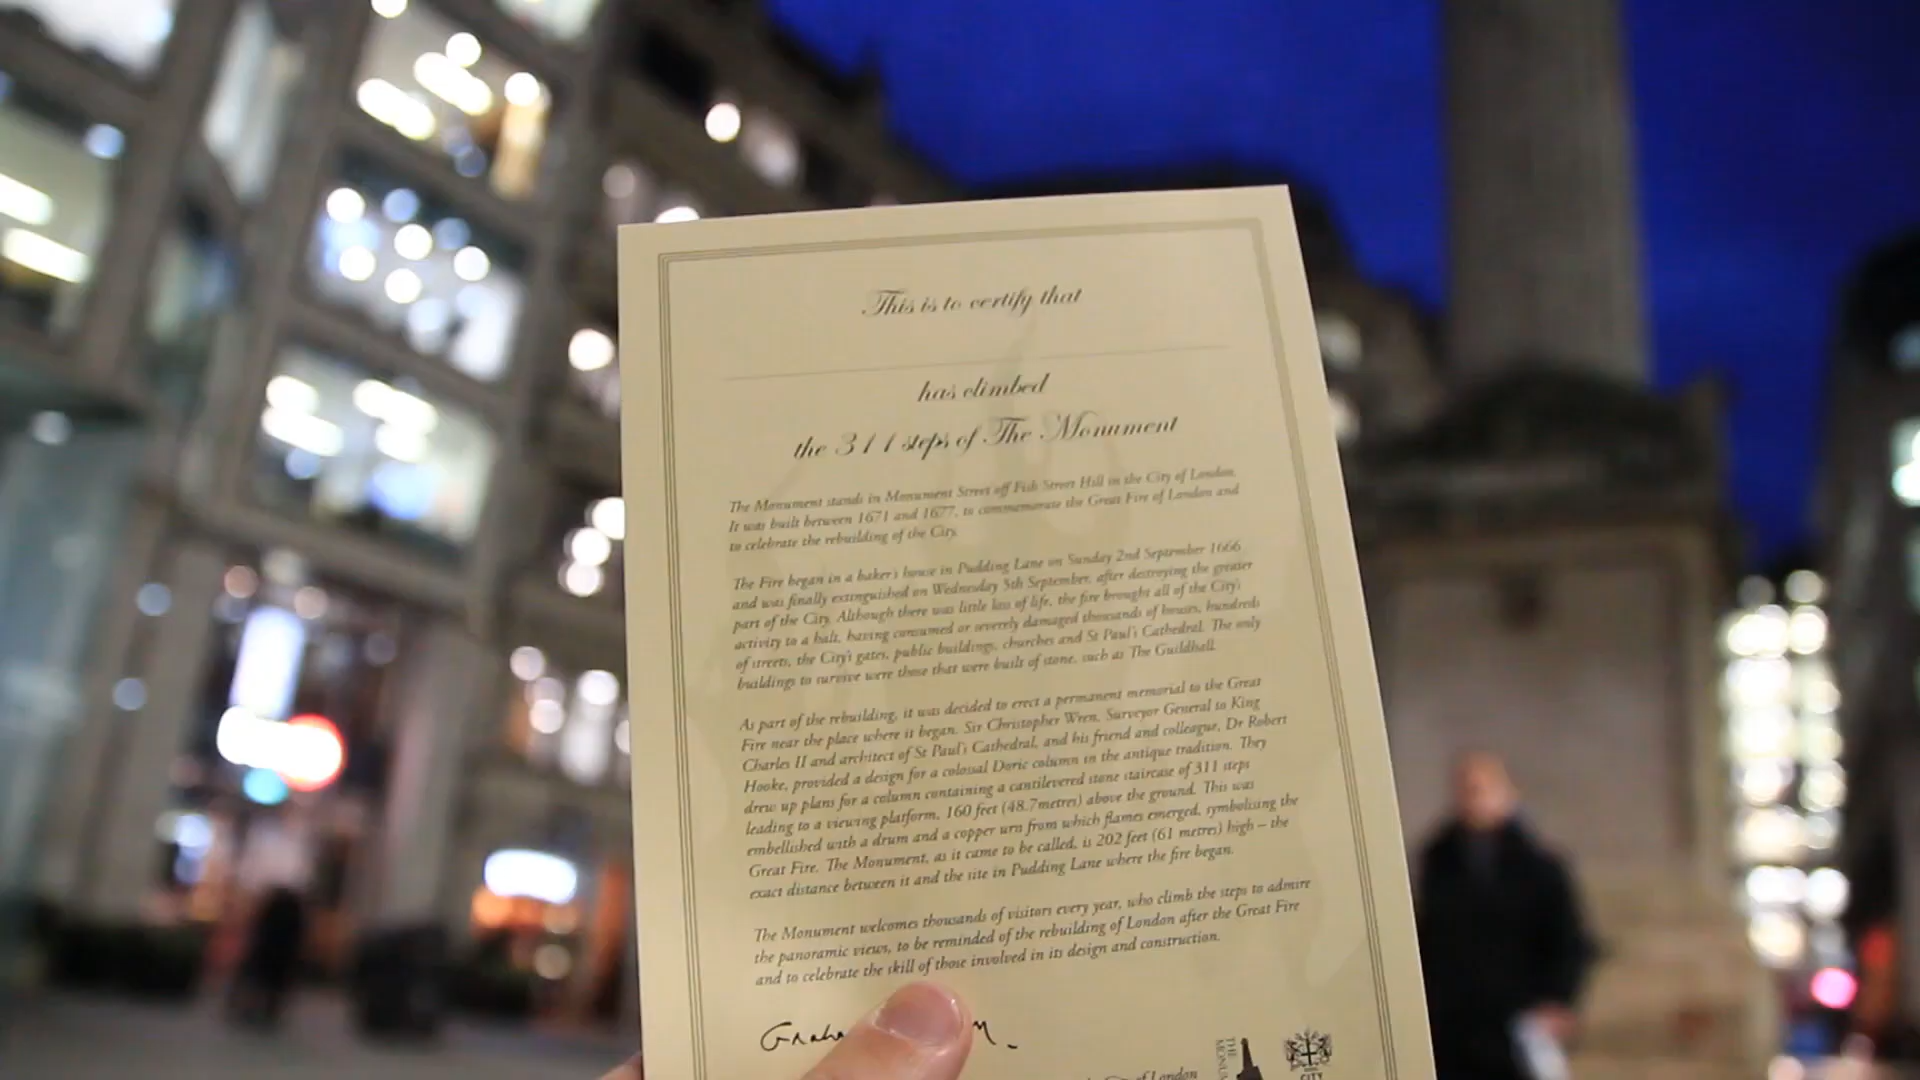 This is to certify that
has climbed
the 311 steps of The Monument
The Monument stands in Monument Street off Fish Street Hill in the City of London.
It was built between 1671 and 1677, to commemorate the Great Fire of London and
to celebrate the rebuilding of the City.
The Fire began in a baker's house in Pudding Lane on Sunday 2nd September 1666
and was finally extinguished on Wednesday 5th September, after destroying the greater
part of the City. Although there was little loss of life, the fire brought all of the City's
activity to a halt, having consumed or severely damaged thousands of houses, hundreds
of streets, the City's gates, public buildings, churches and St Paul's Cathedral. The only
buildings to survive were those that were built of stone, such as The Guildhall.
As part of the rebuilding, it was decided to erect a permanent memorial to the Great
Fire near the place where it began. Sir Christopher Wren, Surveyor General to King
Charles II and architect of St Paul's Cathedral, and his friend and colleague, Dr Robert
Hooke, provided a design for a colossal Doric column in the antique tradition. They
drew up plans for a column containing a cantilevered stone staircase of 311 steps
leading to a viewing platform, 160 feet (48.7metres) above the ground. This was
embellished with a drum and a copper urn from which flames emerged, symbolising the
Great Fire. The Monument, as it came to be called, is 202 feet (61 metres) high – the
exact distance between it and the site in Pudding Lane where the fire began.
The Monument welcomes thousands of visitors every year, who climb the steps to admire
the panoramic views, to be reminded of the rebuilding of London after the Great Fire
and to celebrate the skill of those involved in its design and construction.
of London
THE
CITY